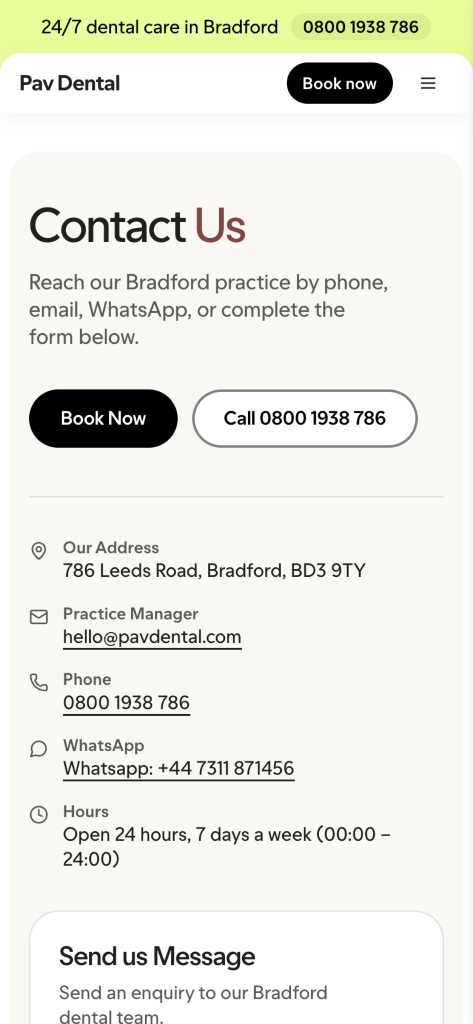 24/7 dental care in Bradford 0800 1938 786
Pav Dental Book now
Contact Us
Reach our Bradford practice by phone,
email, WhatsApp, or complete the
form below.
Book Now Call 0800 1938 786
Our Address
786 Leeds Road, Bradford, BD3 9TY
Practice Manager
hello@pavdental.com
Phone
0800 1938 786
WhatsApp
Whatsapp: +44 7311 871456
Hours
Open 24 hours, 7 days a week (00:00 –
24:00)
Send us Message
Send an enquiry to our Bradford
dental team.